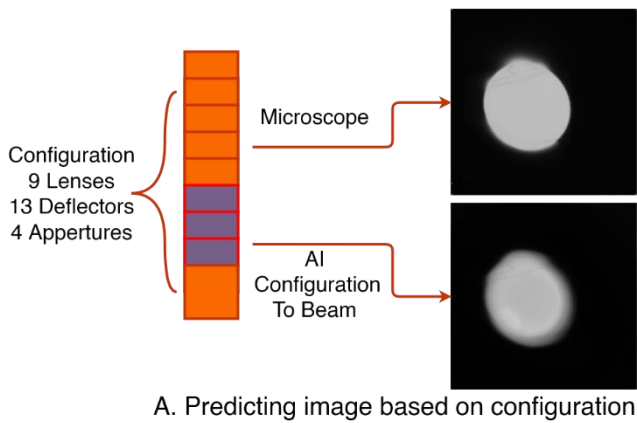 Configuration
9 Lenses
13 Deflectors
4 Appertures
Microscope
AI
Configuration
To Beam
A. Predicting image based on configuration